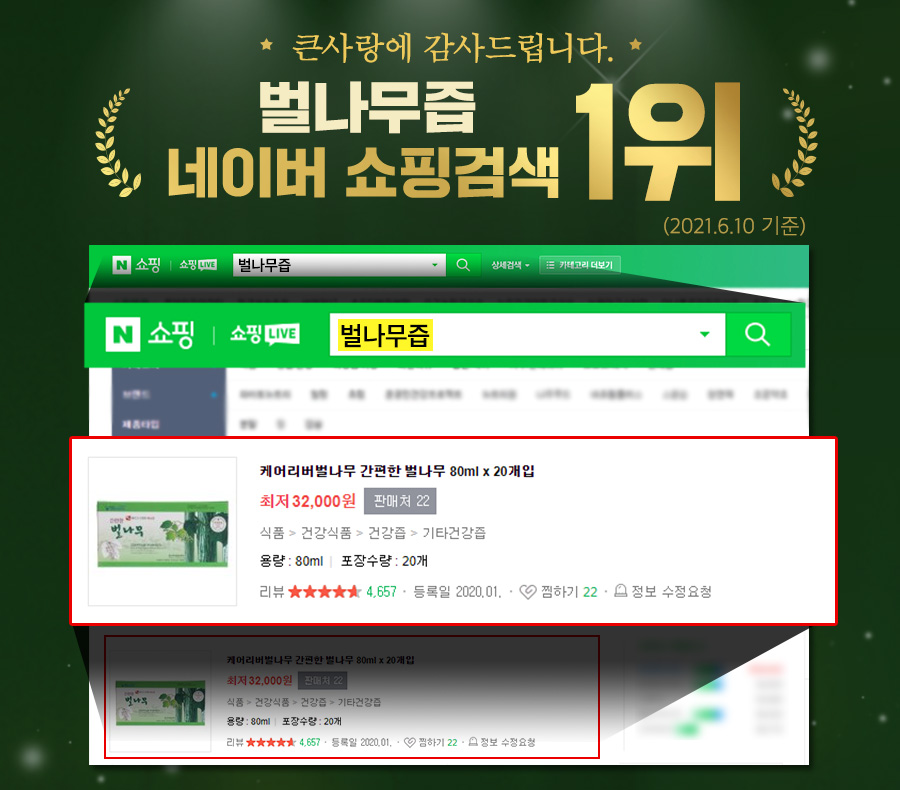 큰사랑에 감사드립니다.
벌나무즙
네이버 쇼핑검색 1위
(2021.6.10 기준)
N 쇼핑 | 쇼핑LIVE 벌나무즙 상세검색 카테고리 더보기
N 쇼핑 | 쇼핑LIVE 벌나무즙
브랜드
제품타입
케어리버벌나무 간편한 벌나무 80ml x 20개입
최저 32,000원 판매처 22
식품 > 건강식품 > 건강즙 > 기타건강즙
용량 : 80ml | 포장수량 : 20개
리뷰 4,657 · 등록일 2020.01. · 찜하기 22 · 정보 수정요청
간편한
벌나무
케어리버벌나무 간편한 벌나무 80ml x 20개입
최저 32,000원 판매처 22
식품 > 건강식품 > 건강즙 > 기타건강즙
용량 : 80ml | 포장수량 : 20개
리뷰 4,657 · 등록일 2020.01. · 찜하기 22 · 정보 수정요청
벌나무